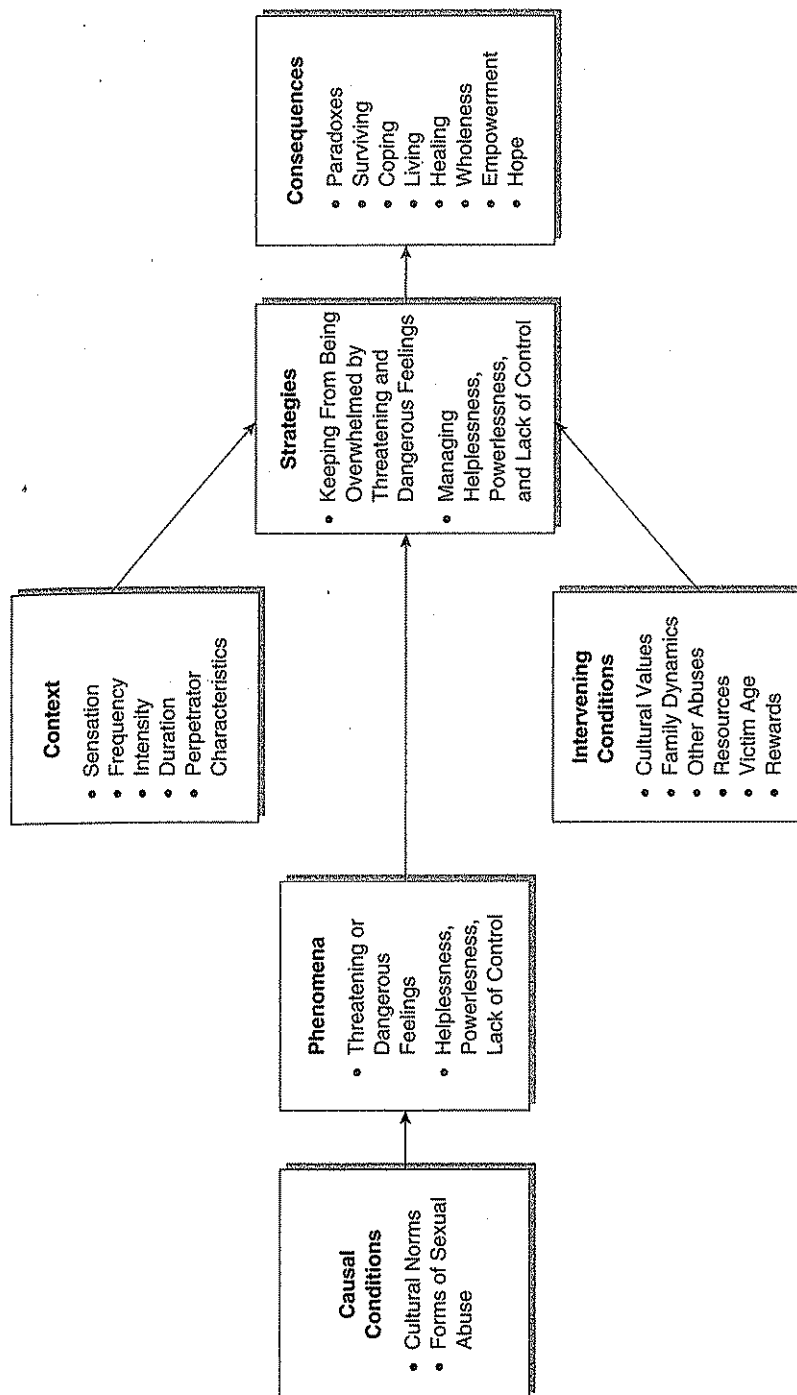 Causal
Conditions
• Cultural Norms
• Forms of Sexual
Abuse
Phenomena
• Threatening or
Dangerous
Feelings
• Helplessness,
Powerlesness,
Lack of Control
Context
• Sensation
• Frequency
• Intensity
• Duration
• Perpetrator
Characteristics
Intervening
Conditions
• Cultural Values
• Family Dynamics
• Other Abuses
• Resources
• Victim Age
• Rewards
Strategies
• Keeping From Being
Overwhelmed by
Threatening and
Dangerous Feelings
• Managing
Helplessness,
Powerlessness,
and Lack of Control
Consequences
• Paradoxes
• Surviving
• Coping
• Living
• Healing
• Wholeness
• Empowerment
• Hope